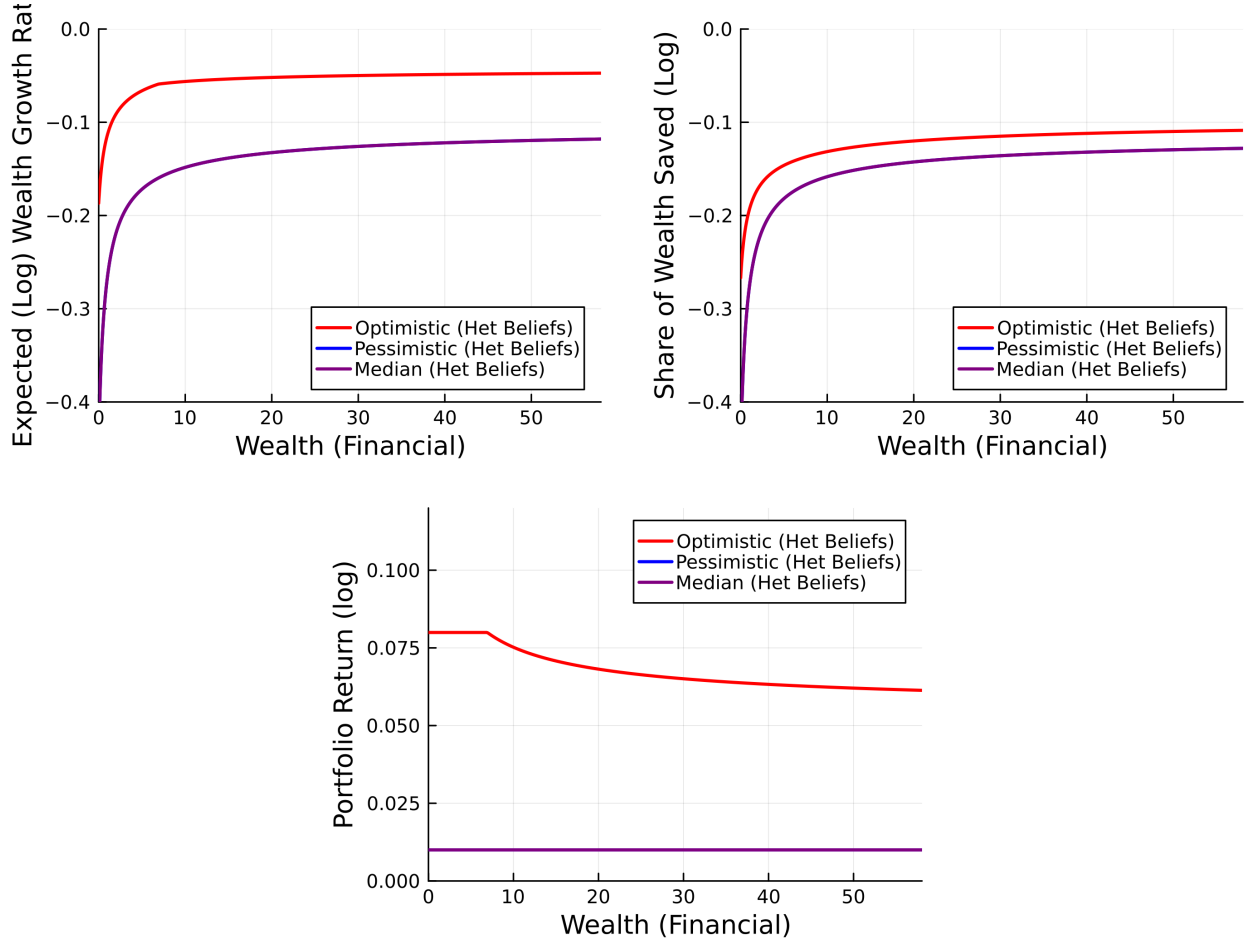 Expected (Log) Wealth Growth Rat
0.0
−0.1
−0.2
−0.3
−0.4
0 10 20 30 40 50
Wealth (Financial)
Optimistic (Het Beliefs)
Pessimistic (Het Beliefs)
Median (Het Beliefs)
Share of Wealth Saved (Log)
0.0
−0.1
−0.2
−0.3
−0.4
0 10 20 30 40 50
Wealth (Financial)
Optimistic (Het Beliefs)
Pessimistic (Het Beliefs)
Median (Het Beliefs)
Portfolio Return (log)
0.100
0.075
0.050
0.025
0.000
0 10 20 30 40 50
Wealth (Financial)
Optimistic (Het Beliefs)
Pessimistic (Het Beliefs)
Median (Het Beliefs)